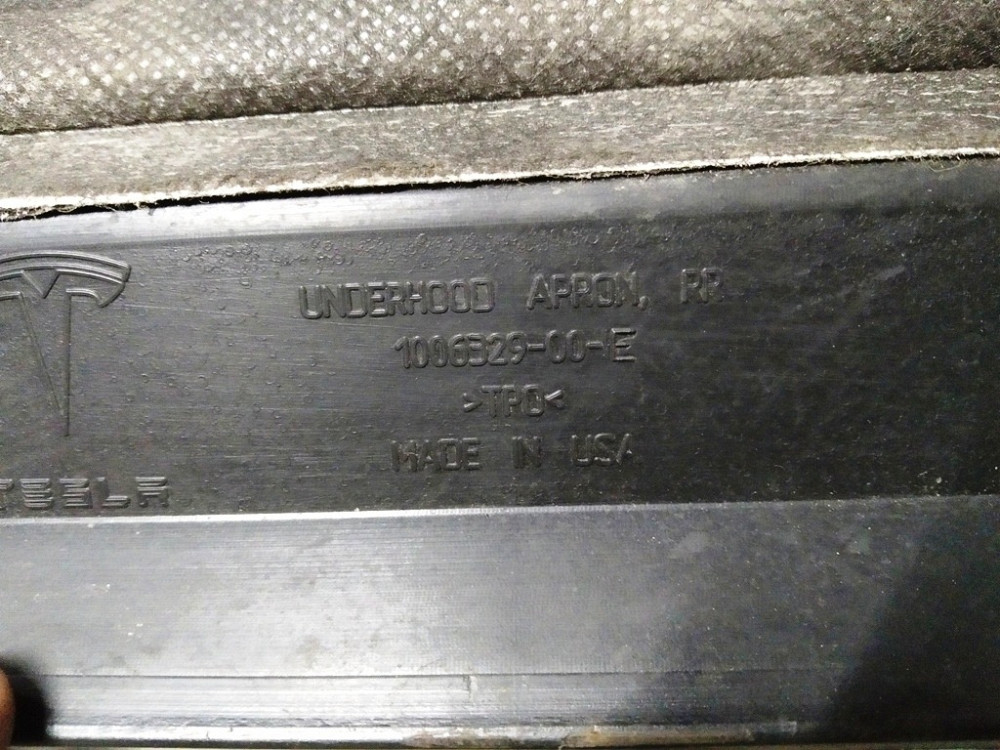 UNDERHOOD APRON, RR
1006329-00-E
>TPO<
MADE IN USA
TESLA